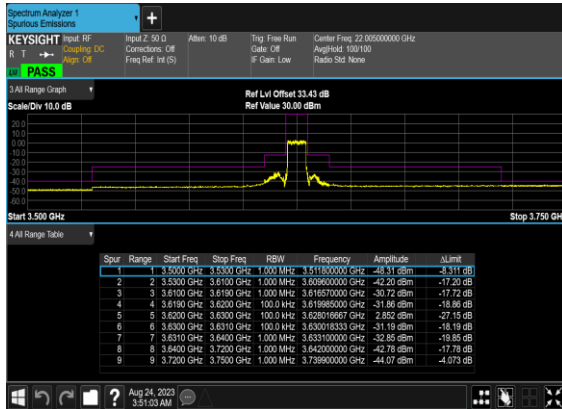 Spectrum Analyzer 1
Spurious Emissions
+
KEYSIGHT Input: RF Input Z: 50 Ω Atten: 10 dB Trig: Free Run Center Freq: 22.005000000 GHz
R T Coupling: DC Corrections: Off Gate: Off Avg|Hold: 100/100
Align: Off Freq Ref: Int (S) IF Gain: Low Radio Std: None
LW PASS
3 All Range Graph
Ref Lvl Offset 33.43 dB
Scale/Div 10.0 dB Ref Value 30.00 dBm
20.0
10.0
0.00
-10.0
-20.0
-30.0
-40.0
-50.0
-60.0
Start 3.500 GHz Stop 3.750 GH
4 All Range Table
Spur Range Start Freq Stop Freq RBW Frequency Amplitude ΔLimit
1 1 3.5000 GHz 3.5300 GHz 1.000 MHz 3.511800000 GHz -48.31 dBm -8.311 dB
2 2 3.5300 GHz 3.6100 GHz 1.000 MHz 3.609600000 GHz -42.20 dBm -17.20 dB
3 3 3.6100 GHz 3.6190 GHz 1.000 MHz 3.616570000 GHz -30.72 dBm -17.72 dB
4 4 3.6190 GHz 3.6200 GHz 100.0 kHz 3.619985000 GHz -31.86 dBm -18.86 dB
5 5 3.6200 GHz 3.6300 GHz 100.0 kHz 3.628016667 GHz 2.852 dBm -27.15 dB
6 6 3.6300 GHz 3.6310 GHz 100.0 kHz 3.630018333 GHz -31.19 dBm -18.19 dB
7 7 3.6310 GHz 3.6400 GHz 1.000 MHz 3.633100000 GHz -32.85 dBm -19.85 dB
8 8 3.6400 GHz 3.7200 GHz 1.000 MHz 3.642000000 GHz -42.78 dBm -17.78 dB
9 9 3.7200 GHz 3.7500 GHz 1.000 MHz 3.739900000 GHz -44.07 dBm -4.073 dB
? Aug 24, 2023
3:51:03 AM